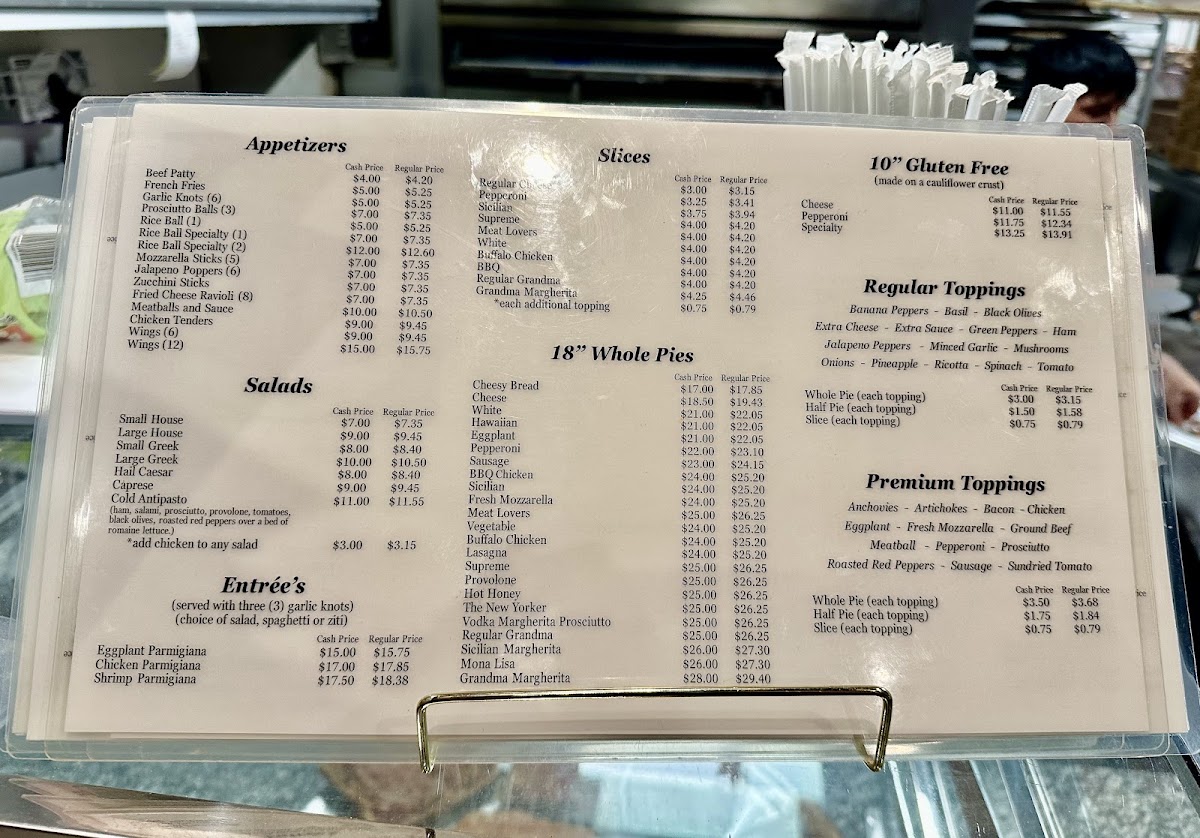 Appetizers
Cash Price Regular Price
Beef Patty $4.00 $4.20
French Fries $5.00 $5.25
Garlic Knots (6) $5.00 $5.25
Prosciutto Balls (3) $7.00 $7.35
Rice Ball (1) $5.00 $5.25
Rice Ball Specialty (1) $7.00 $7.35
Rice Ball Specialty (2) $12.00 $12.60
Mozzarella Sticks (5) $7.00 $7.35
Jalapeno Poppers (6) $7.00 $7.35
Zucchini Sticks $7.00 $7.35
Fried Cheese Ravioli (8) $7.00 $7.35
Meatballs and Sauce $10.00 $10.50
Chicken Tenders $9.00 $9.45
Wings (6) $9.00 $9.45
Wings (12) $15.00 $15.75
Salads
Cash Price Regular Price
Small House $7.00 $7.35
Large House $9.00 $9.45
Small Greek $8.00 $8.40
Large Greek $10.00 $10.50
Hail Caesar $8.00 $8.40
Caprese $9.00 $9.45
Cold Antipasto $11.00 $11.55
(ham, salami, prosciutto, provolone, tomatoes,
black olives, roasted red peppers over a bed of
romaine lettuce.)
*add chicken to any salad $3.00 $3.15
Entrée's
(served with three (3) garlic knots)
(choice of salad, spaghetti or ziti)
Cash Price Regular Price
Eggplant Parmigiana $15.00 $15.75
Chicken Parmigiana $17.00 $17.85
Shrimp Parmigiana $17.50 $18.38
Slices
Cash Price Regular Price
Regular Cheese $3.00 $3.15
Pepperoni $3.25 $3.41
Sicilian $3.75 $3.94
Supreme $4.00 $4.20
Meat Lovers $4.00 $4.20
White $4.00 $4.20
Buffalo Chicken $4.00 $4.20
BBQ $4.00 $4.20
Regular Grandma $4.00 $4.20
Grandma Margherita $4.25 $4.46
*each additional topping $0.75 $0.79
18" Whole Pies
Cash Price Regular Price
Cheesy Bread $17.00 $17.85
Cheese $18.50 $19.43
White $21.00 $22.05
Hawaiian $21.00 $22.05
Eggplant $21.00 $22.05
Pepperoni $22.00 $23.10
Sausage $23.00 $24.15
BBQ Chicken $24.00 $25.20
Sicilian $24.00 $25.20
Fresh Mozzarella $24.00 $25.20
Meat Lovers $25.00 $26.25
Vegetable $24.00 $25.20
Buffalo Chicken $24.00 $25.20
Lasagna $24.00 $25.20
Supreme $25.00 $26.25
Provolone $25.00 $26.25
Hot Honey $25.00 $26.25
The New Yorker $25.00 $26.25
Vodka Margherita Prosciutto $25.00 $26.25
Regular Grandma $25.00 $26.25
Sicilian Margherita $26.00 $27.30
Mona Lisa $26.00 $27.30
Grandma Margherita $28.00 $29.40
10" Gluten Free
(made on a cauliflower crust)
Cash Price Regular Price
Cheese $11.00 $11.55
Pepperoni $11.75 $12.34
Specialty $13.25 $13.91
Regular Toppings
Banana Peppers - Basil - Black Olives
Extra Cheese - Extra Sauce - Green Peppers - Ham
Jalapeno Peppers - Minced Garlic - Mushrooms
Onions - Pineapple - Ricotta - Spinach - Tomato
Cash Price Regular Price
Whole Pie (each topping) $3.00 $3.15
Half Pie (each topping) $1.50 $1.58
Slice (each topping) $0.75 $0.79
Premium Toppings
Anchovies - Artichokes - Bacon - Chicken
Eggplant - Fresh Mozzarella - Ground Beef
Meatball - Pepperoni - Prosciutto
Roasted Red Peppers - Sausage - Sundried Tomato
Cash Price Regular Price
Whole Pie (each topping) $3.50 $3.68
Half Pie (each topping) $1.75 $1.84
Slice (each topping) $0.75 $0.79